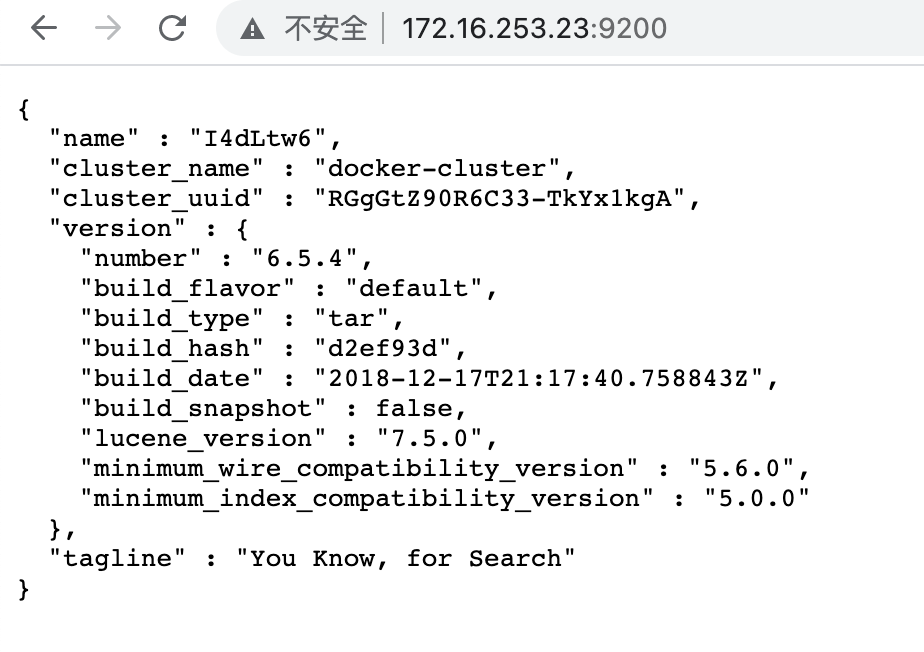 不安全 172.16.253.23:9200
{
  "name" : "I4dLtw6",
  "cluster_name" : "docker-cluster",
  "cluster_uuid" : "RGgGtZ90R6C33-TkYx1kgA",
  "version" : {
    "number" : "6.5.4",
    "build_flavor" : "default",
    "build_type" : "tar",
    "build_hash" : "d2ef93d",
    "build_date" : "2018-12-17T21:17:40.758843Z",
    "build_snapshot" : false,
    "lucene_version" : "7.5.0",
    "minimum_wire_compatibility_version" : "5.6.0",
    "minimum_index_compatibility_version" : "5.0.0"
  },
  "tagline" : "You Know, for Search"
}